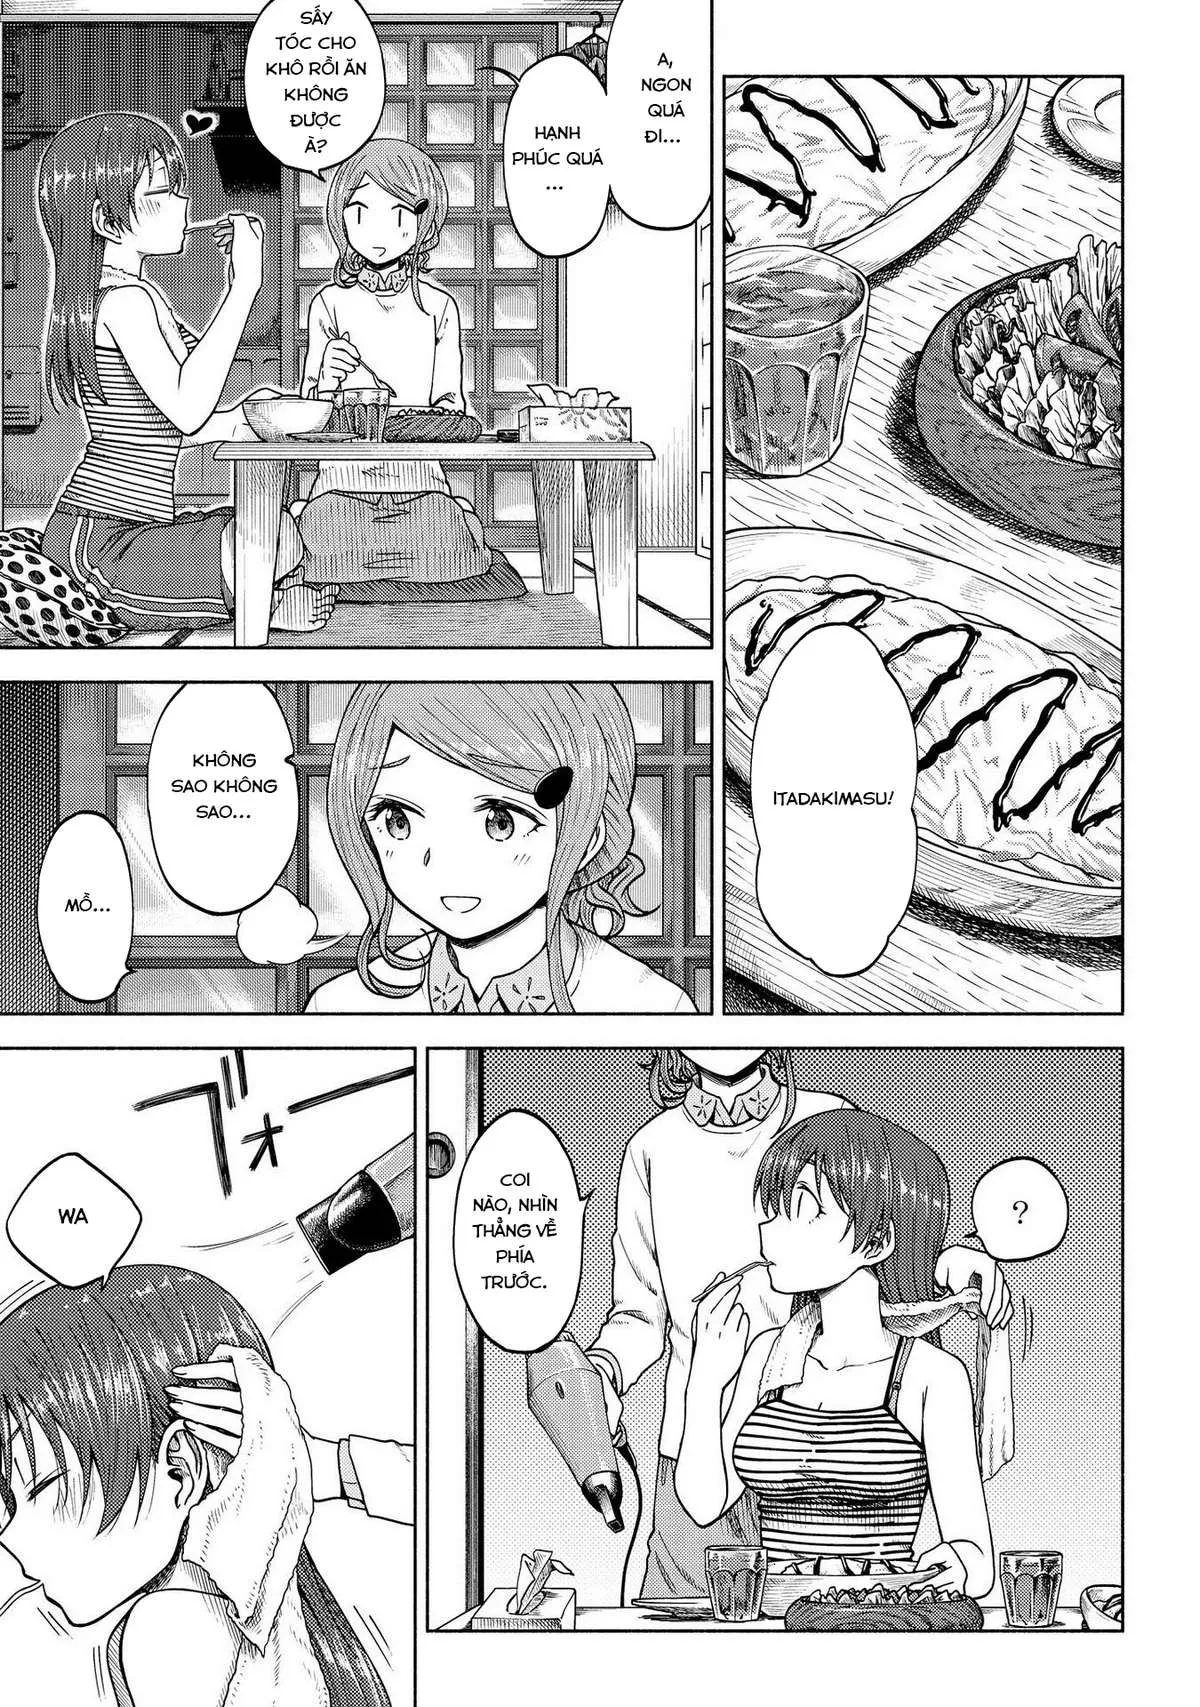 ITADAKIMASU!
A,
NGON
QUÁ
ĐI...
HẠNH
PHÚC QUÁ
...
SẤY
TÓC CHO
KHÔ RỒI ĂN
KHÔNG
ĐƯỢC
À?
KHÔNG
SAO KHÔNG
SAO...
MỒ...
?
COI
NÀO, NHÌN
THẲNG VỀ
PHÍA
TRƯỚC.
ブォー
WA